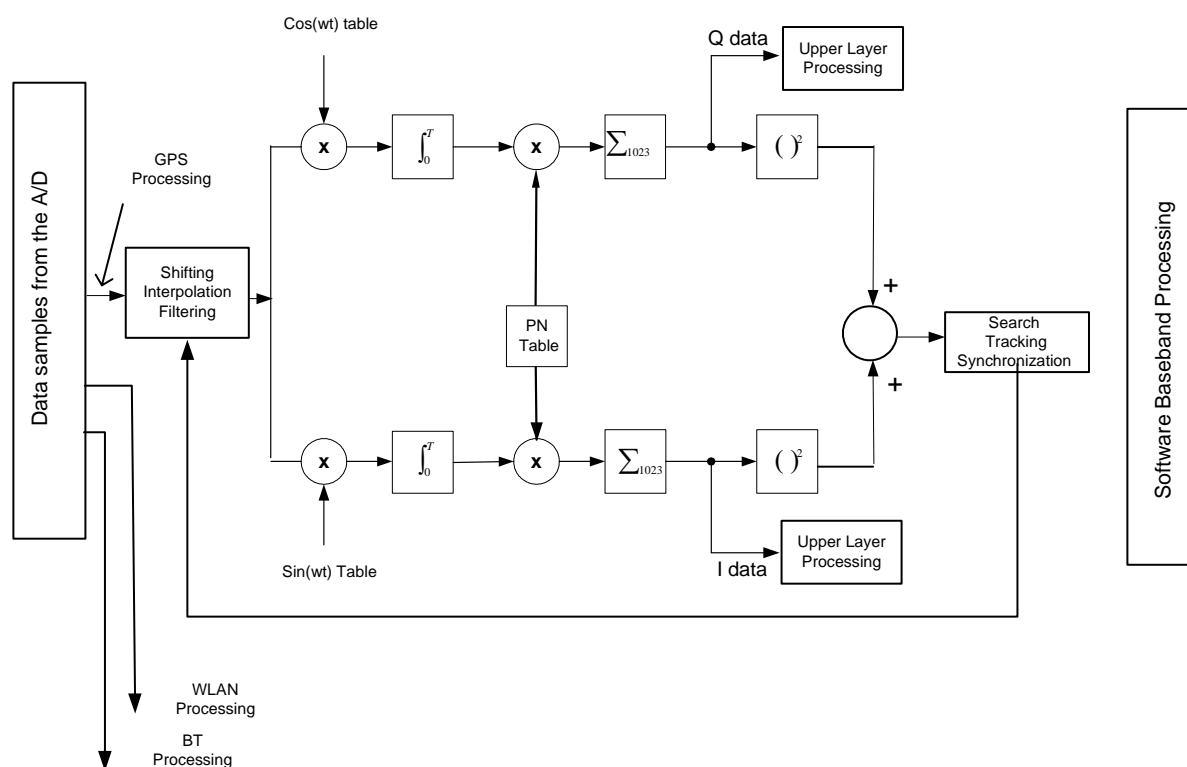 Cos(wt) table
Q data
Upper Layer
Processing
Data samples from the A/D
GPS
Processing
x
∫₀ᵀ
x
∑₁₀₂₃
( )²
Software Baseband Processing
Shifting
Interpolation
Filtering
+
PN
Table
Search
Tracking
Synchronization
+
x
∫₀ᵀ
x
∑₁₀₂₃
( )²
Upper Layer
Processing
I data
Sin(wt) Table
WLAN
Processing
BT
Processing